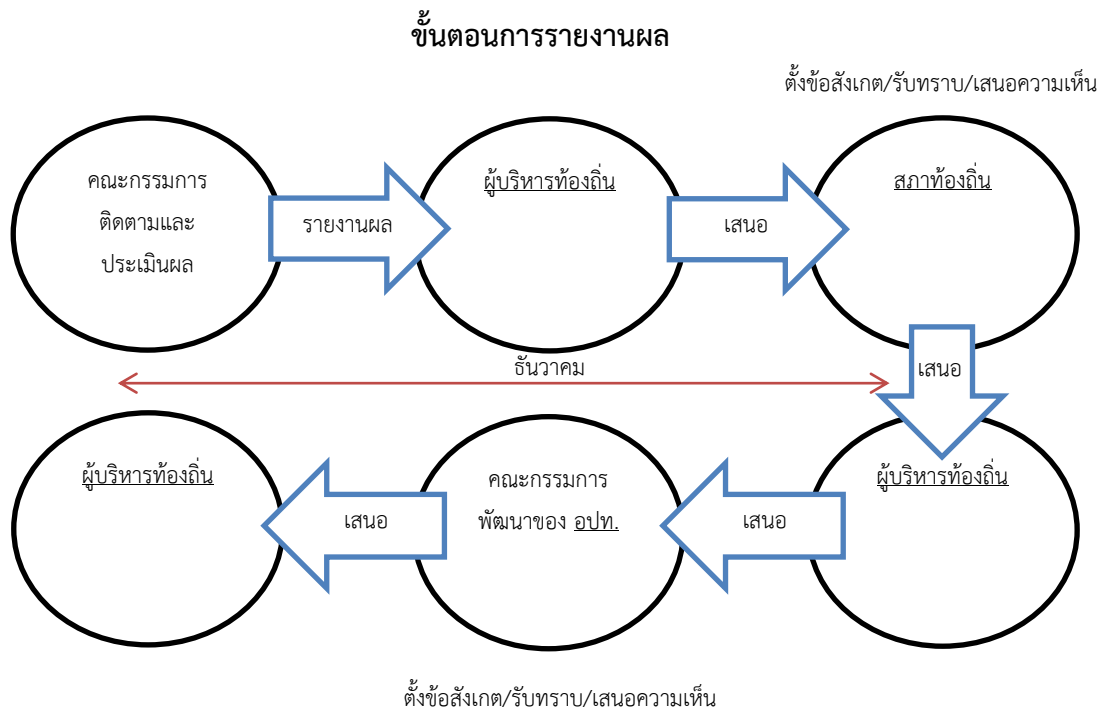 ขั้นตอนการรายงานผล
ตั้งข้อสังเกต/รับทราบ/เสนอความเห็น
คณะกรรมการ
ติดตามและ
ประเมินผล
รายงานผล
ผู้บริหารท้องถิ่น
เสนอ
สภาท้องถิ่น
ธันวาคม
เสนอ
ผู้บริหารท้องถิ่น
เสนอ
คณะกรรมการ
พัฒนาของ อปท.
เสนอ
ผู้บริหารท้องถิ่น
ตั้งข้อสังเกต/รับทราบ/เสนอความเห็น